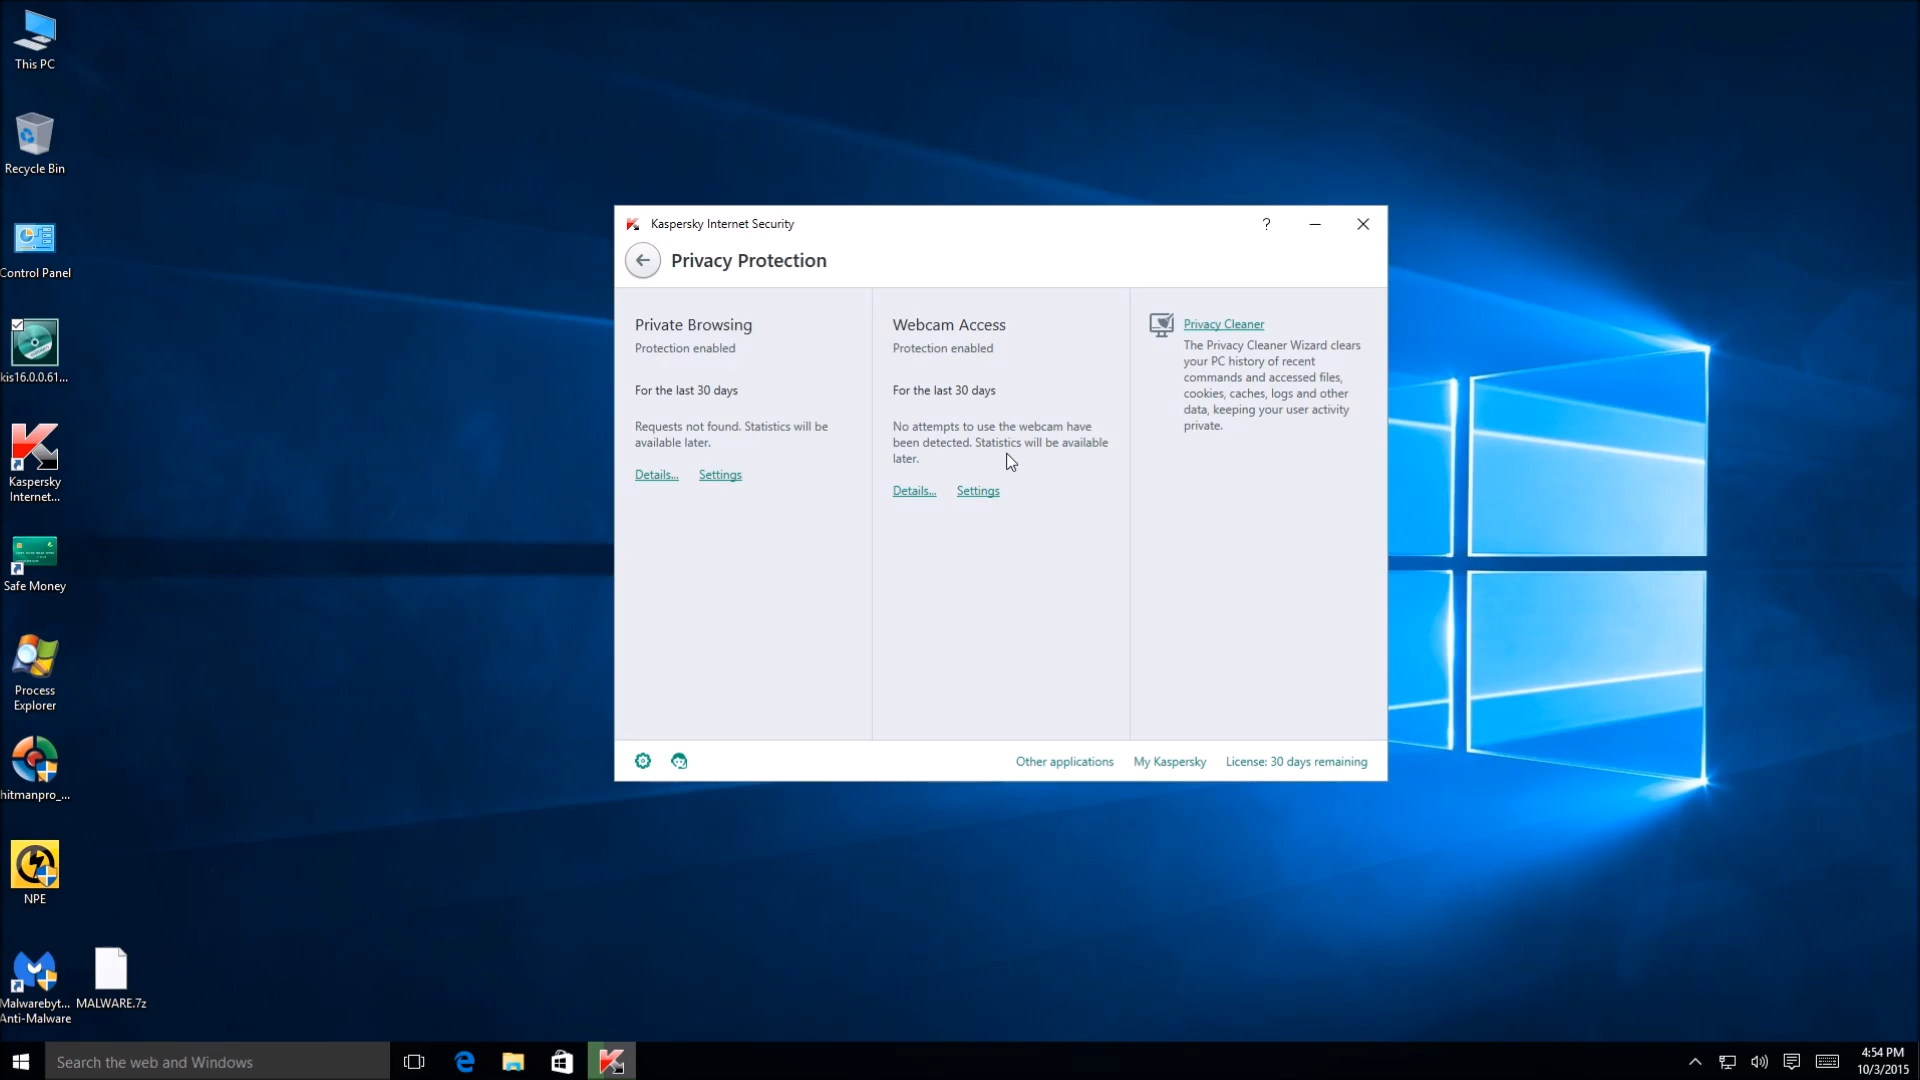 This PC
Recycle Bin
Control Panel
kis16.0.0.61...
Kaspersky
Internet...
Safe Money
Process
Explorer
hitmanpro_...
NPE
Malwarebyt...
Anti-Malware
MALWARE.7z
Kaspersky Internet Security
?
Privacy Protection
Private Browsing
Protection enabled
For the last 30 days
Requests not found. Statistics will be
available later.
Details... Settings
Webcam Access
Protection enabled
For the last 30 days
No attempts to use the webcam have
been detected. Statistics will be available
later.
Details... Settings
Privacy Cleaner
The Privacy Cleaner Wizard clears
your PC history of recent
commands and accessed files,
cookies, caches, logs and other
data, keeping your user activity
private.
Other applications My Kaspersky License: 30 days remaining
Search the web and Windows
4:54 PM
10/3/2015